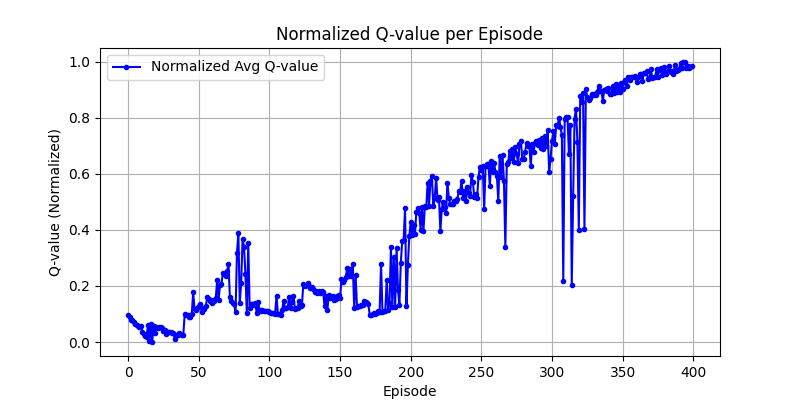 Normalized Q-value per Episode
Normalized Avg Q-value
Q-value (Normalized)
1.0
0.8
0.6
0.4
0.2
0.0
0 50 100 150 200 250 300 350 400
Episode